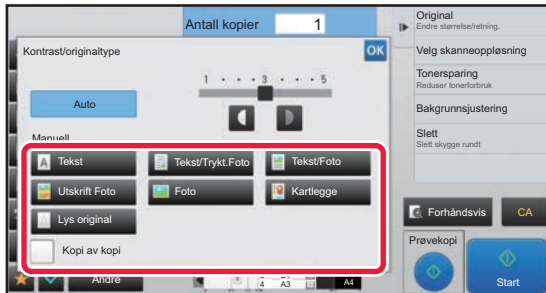 Antall kopier 1
Original
Endre størrelse/retning.
Kontrast/originaltype OK
Velg skanneoppløsning
1 3 5
Tonersparing
Reduser tonerforbruk
Auto
Bakgrunnsjustering
Manuell
Slett
Slett skygge rundt
A Tekst Tekst/Trykt.Foto Tekst/Foto
Utskrift Foto Foto Kartlegge
Lys original
Forhåndsvis CA
Kopi av kopi
Prøvekopi
Andre
4 A3 A4
Start